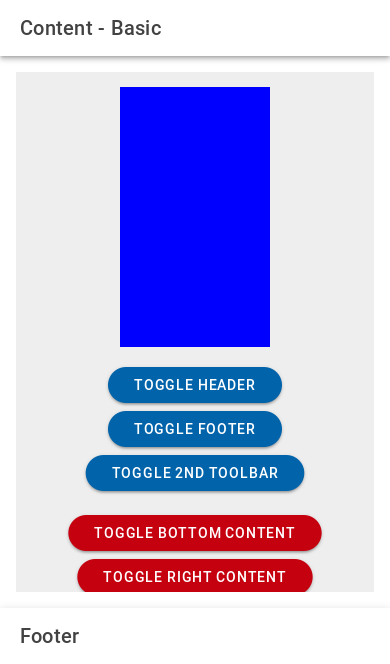 Content - Basic
TOGGLE HEADER
TOGGLE FOOTER
TOGGLE 2ND TOOLBAR
TOGGLE BOTTOM CONTENT
TOGGLE RIGHT CONTENT
Footer